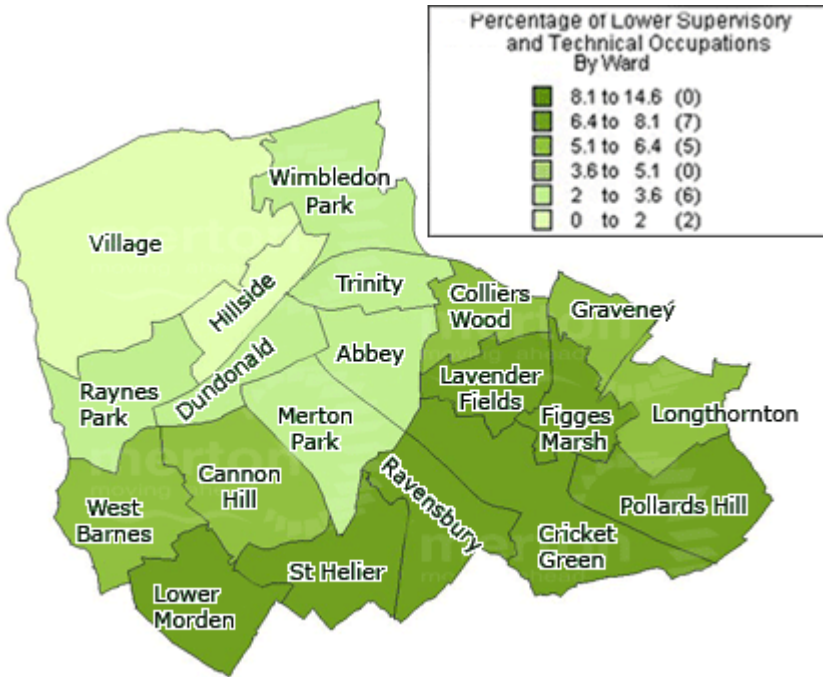 Percentage of Lower Supervisory
and Technical Occupations
By Ward
8.1 to 14.6 (0)
6.4 to 8.1 (7)
5.1 to 6.4 (5)
3.6 to 5.1 (0)
2 to 3.6 (6)
0 to 2 (2)
Wimbledon
Park
Village
Hillside
Trinity
Colliers
Wood
Graveney
Dundonald
Abbey
Raynes
Park
Lavender
Fields
Figges
Marsh
Longthornton
Merton
Park
Cannon
Hill
West
Barnes
Ravensbury
Pollards Hill
Cricket
Green
St Helier
Lower
Morden
merton
moving ahead